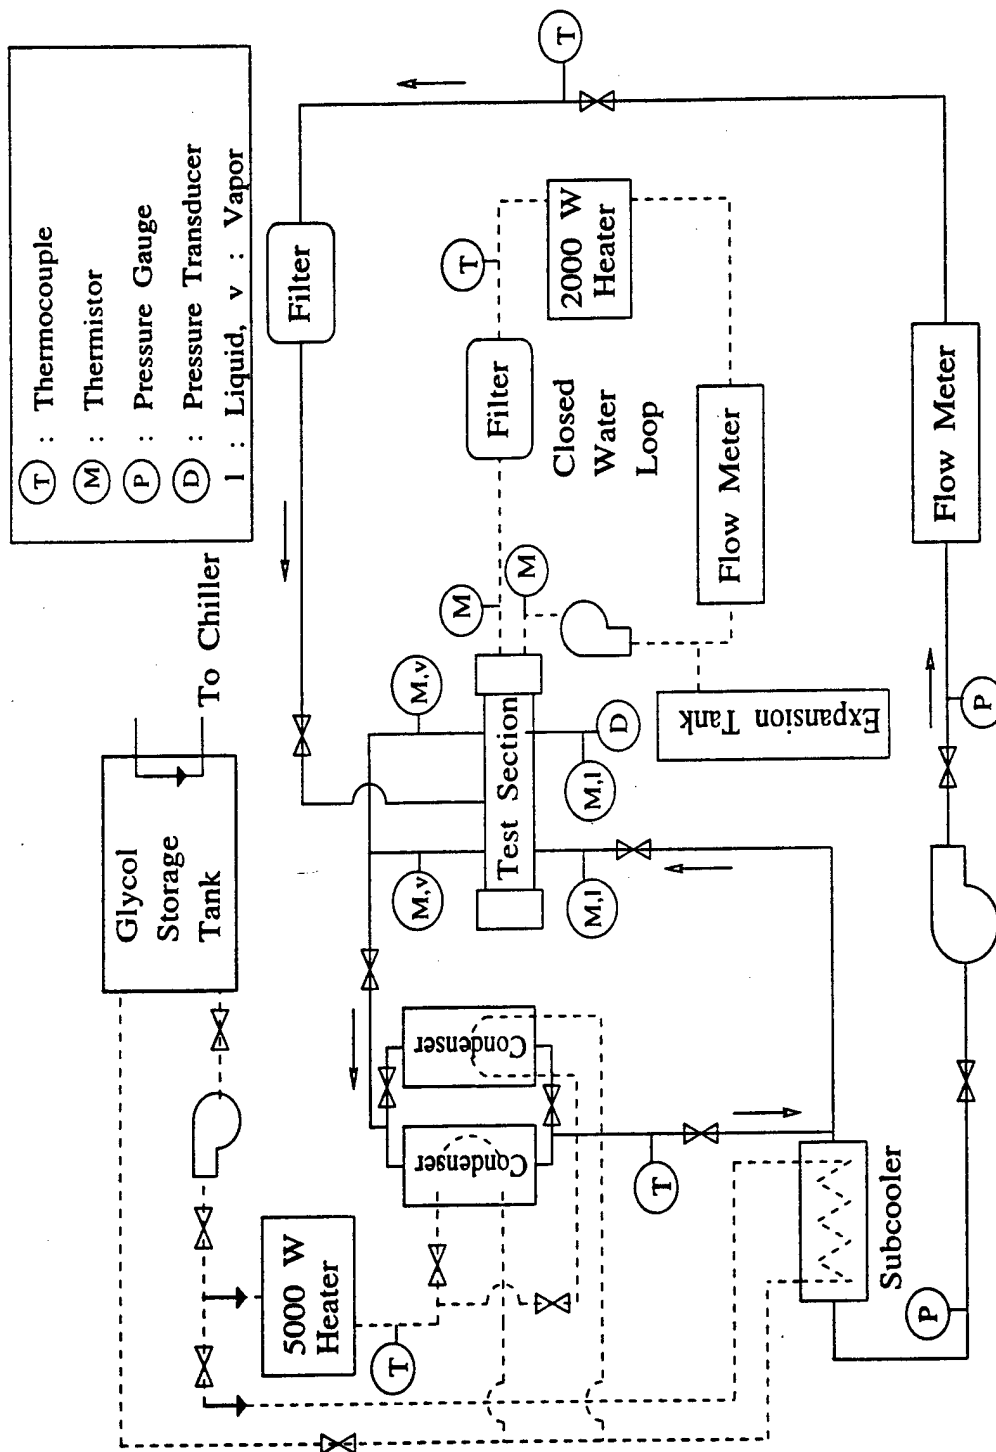 T : Thermocouple
M : Thermistor
P : Pressure Gauge
D : Pressure Transducer
l : Liquid, v : Vapor
To Chiller
Glycol
Storage
Tank
5000 W
Heater
T
Condenser
Condenser
T
Subcooler
P
Filter
M,v
M,v
Test Section
M,l
M,l
D
M
M
Filter
T
2000 W
Heater
Closed
Water
Loop
Flow Meter
Expansion Tank
T
Flow Meter
P